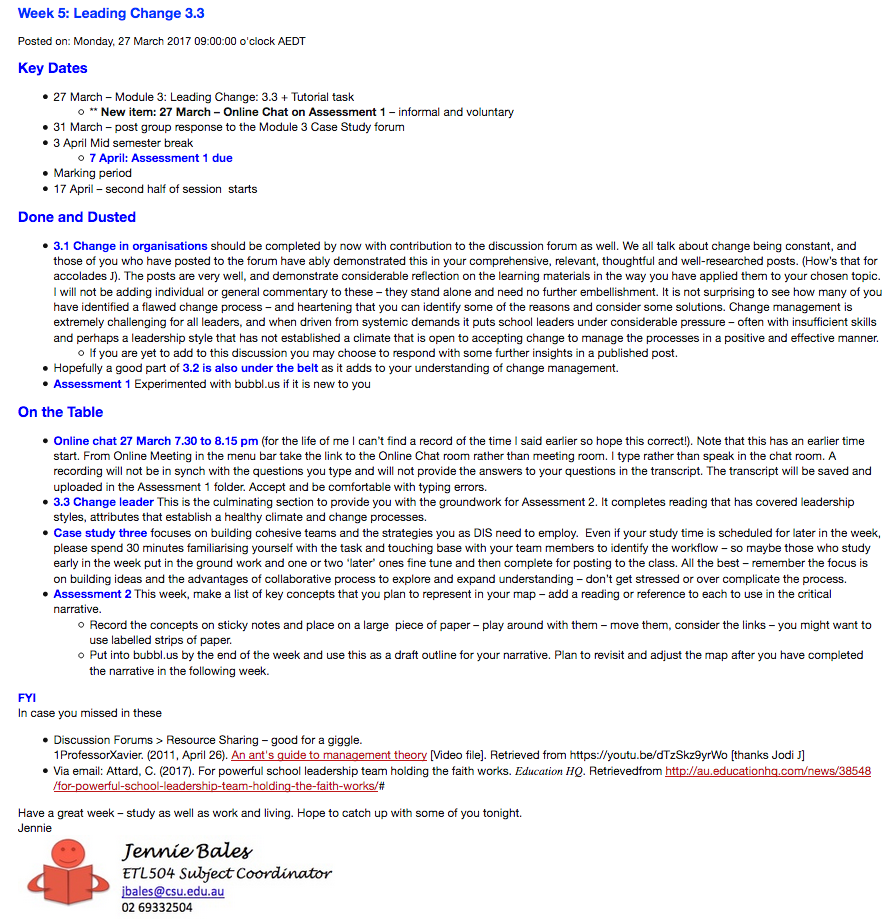 Week 5: Leading Change 3.3
Posted on: Monday, 27 March 2017 09:00:00 o'clock AEDT
Key Dates
• 27 March – Module 3: Leading Change: 3.3 + Tutorial task
○ ** New item: 27 March – Online Chat on Assessment 1 – informal and voluntary
• 31 March – post group response to the Module 3 Case Study forum
• 3 April Mid semester break
○ 7 April: Assessment 1 due
• Marking period
• 17 April – second half of session  starts
Done and Dusted
• 3.1 Change in organisations should be completed by now with contribution to the discussion forum as well. We all talk about change being constant, and
those of you who have posted to the forum have ably demonstrated this in your comprehensive, relevant, thoughtful and well-researched posts. (How's that for
accolades J). The posts are very well, and demonstrate considerable reflection on the learning materials in the way you have applied them to your chosen topic.
I will not be adding individual or general commentary to these – they stand alone and need no further embellishment. It is not surprising to see how many of you
have identified a flawed change process – and heartening that you can identify some of the reasons and consider some solutions. Change management is
extremely challenging for all leaders, and when driven from systemic demands it puts school leaders under considerable pressure – often with insufficient skills
and perhaps a leadership style that has not established a climate that is open to accepting change to manage the processes in a positive and effective manner.
○ If you are yet to add to this discussion you may choose to respond with some further insights in a published post.
• Hopefully a good part of 3.2 is also under the belt as it adds to your understanding of change management.
• Assessment 1 Experimented with bubbl.us if it is new to you
On the Table
• Online chat 27 March 7.30 to 8.15 pm (for the life of me I can't find a record of the time I said earlier so hope this correct!). Note that this has an earlier time
start. From Online Meeting in the menu bar take the link to the Online Chat room rather than meeting room. I type rather than speak in the chat room. A
recording will not be in synch with the questions you type and will not provide the answers to your questions in the transcript. The transcript will be saved and
uploaded in the Assessment 1 folder. Accept and be comfortable with typing errors.
• 3.3 Change leader This is the culminating section to provide you with the groundwork for Assessment 2. It completes reading that has covered leadership
styles, attributes that establish a healthy climate and change processes.
• Case study three focuses on building cohesive teams and the strategies you as DIS need to employ.  Even if your study time is scheduled for later in the week,
please spend 30 minutes familiarising yourself with the task and touching base with your team members to identify the workflow – so maybe those who study
early in the week put in the ground work and one or two 'later' ones fine tune and then complete for posting to the class. All the best – remember the focus is
on building ideas and the advantages of collaborative process to explore and expand understanding – don't get stressed or over complicate the process.
• Assessment 2 This week, make a list of key concepts that you plan to represent in your map – add a reading or reference to each to use in the critical
narrative.
○ Record the concepts on sticky notes and place on a large  piece of paper – play around with them – move them, consider the links – you might want to
use labelled strips of paper.
○ Put into bubbl.us by the end of the week and use this as a draft outline for your narrative. Plan to revisit and adjust the map after you have completed
the narrative in the following week.
FYI
In case you missed in these
• Discussion Forums > Resource Sharing – good for a giggle.
1ProfessorXavier. (2011, April 26). An ant's guide to management theory [Video file]. Retrieved from https://youtu.be/dTzSkz9yrWo [thanks Jodi J]
• Via email: Attard, C. (2017). For powerful school leadership team holding the faith works. Education HQ. Retrievedfrom http://au.educationhq.com/news/38548
/for-powerful-school-leadership-team-holding-the-faith-works/#
Have a great week – study as well as work and living. Hope to catch up with some of you tonight.
Jennie
Jennie Bales
ETL504 Subject Coordinator
jbales@csu.edu.au
02 69332504